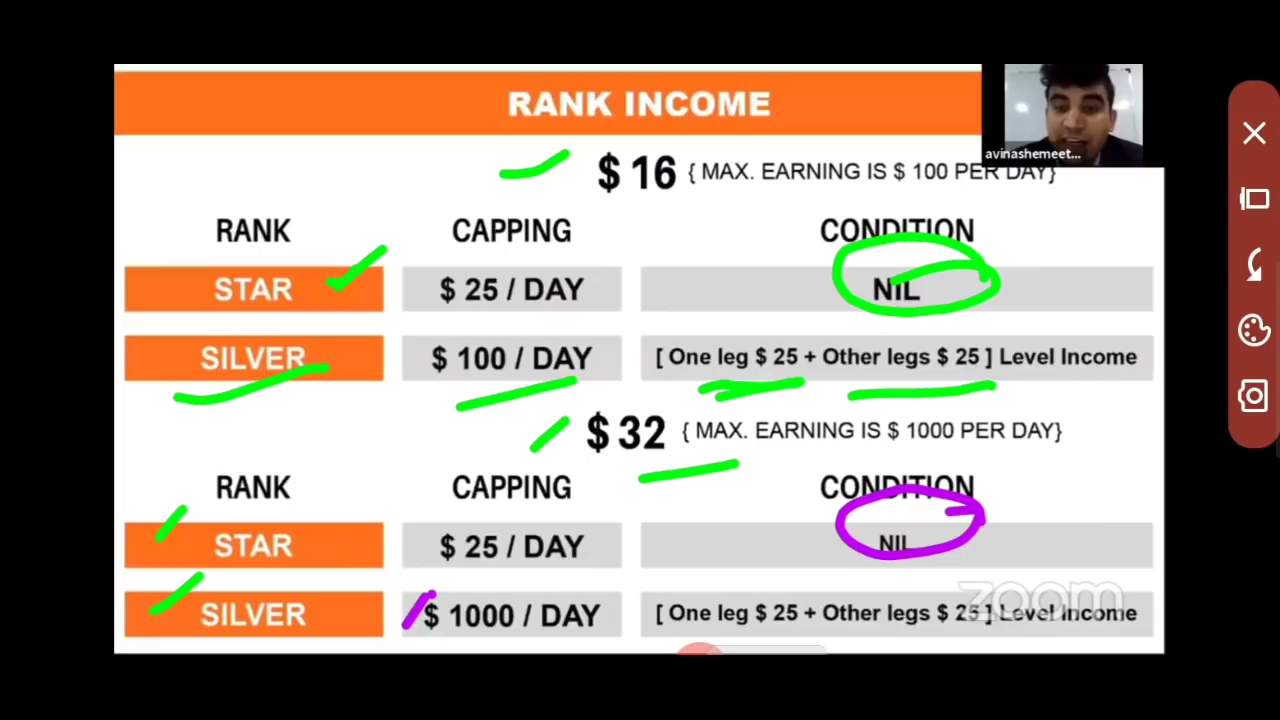 RANK INCOME
avinashemeet...
$ 16 { MAX. EARNING IS $ 100 PER DAY}
RANK CAPPING CONDITION
STAR $ 25 / DAY NIL
SILVER $ 100 / DAY [ One leg $ 25 + Other legs $ 25 ] Level Income
$ 32 { MAX. EARNING IS $ 1000 PER DAY}
RANK CAPPING CONDITION
STAR $ 25 / DAY NIL
SILVER $ 1000 / DAY [ One leg $ 25 + Other legs $ 25 ] Level Income
zoom